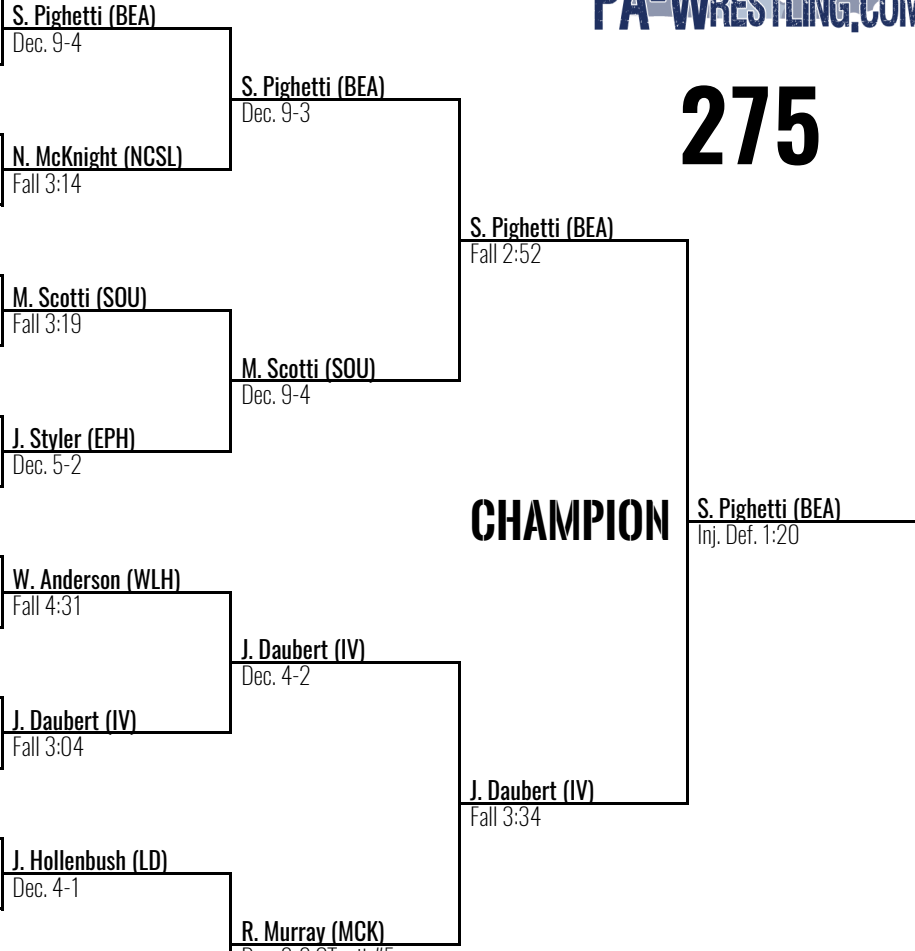 PA-WRESTLING.COM
275
S. Pighetti (BEA)
Dec. 9-4
S. Pighetti (BEA)
Dec. 9-3
N. McKnight (NCSL)
Fall 3:14
S. Pighetti (BEA)
Fall 2:52
M. Scotti (SOU)
Fall 3:19
M. Scotti (SOU)
Dec. 9-4
J. Styler (EPH)
Dec. 5-2
CHAMPION
S. Pighetti (BEA)
Inj. Def. 1:20
W. Anderson (WLH)
Fall 4:31
J. Daubert (IV)
Dec. 4-2
J. Daubert (IV)
Fall 3:04
J. Daubert (IV)
Fall 3:34
J. Hollenbush (LD)
Dec. 4-1
R. Murray (MCK)